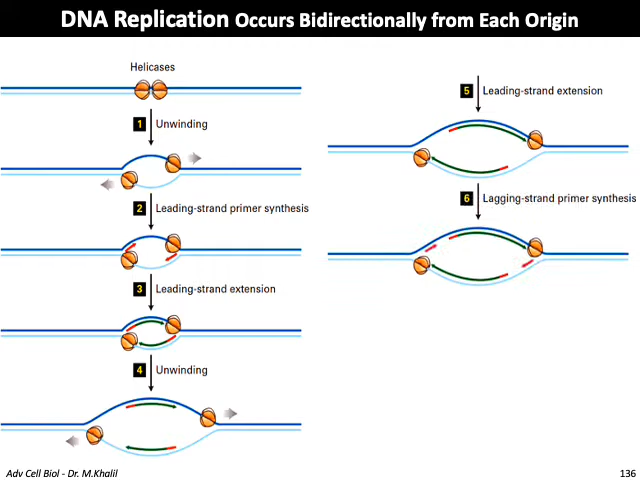 DNA Replication Occurs Bidirectionally from Each Origin
Helicases
1 Unwinding
2 Leading-strand primer synthesis
3 Leading-strand extension
4 Unwinding
5 Leading-strand extension
6 Lagging-strand primer synthesis
Adv Cell Biol - Dr. M.Khalil
136